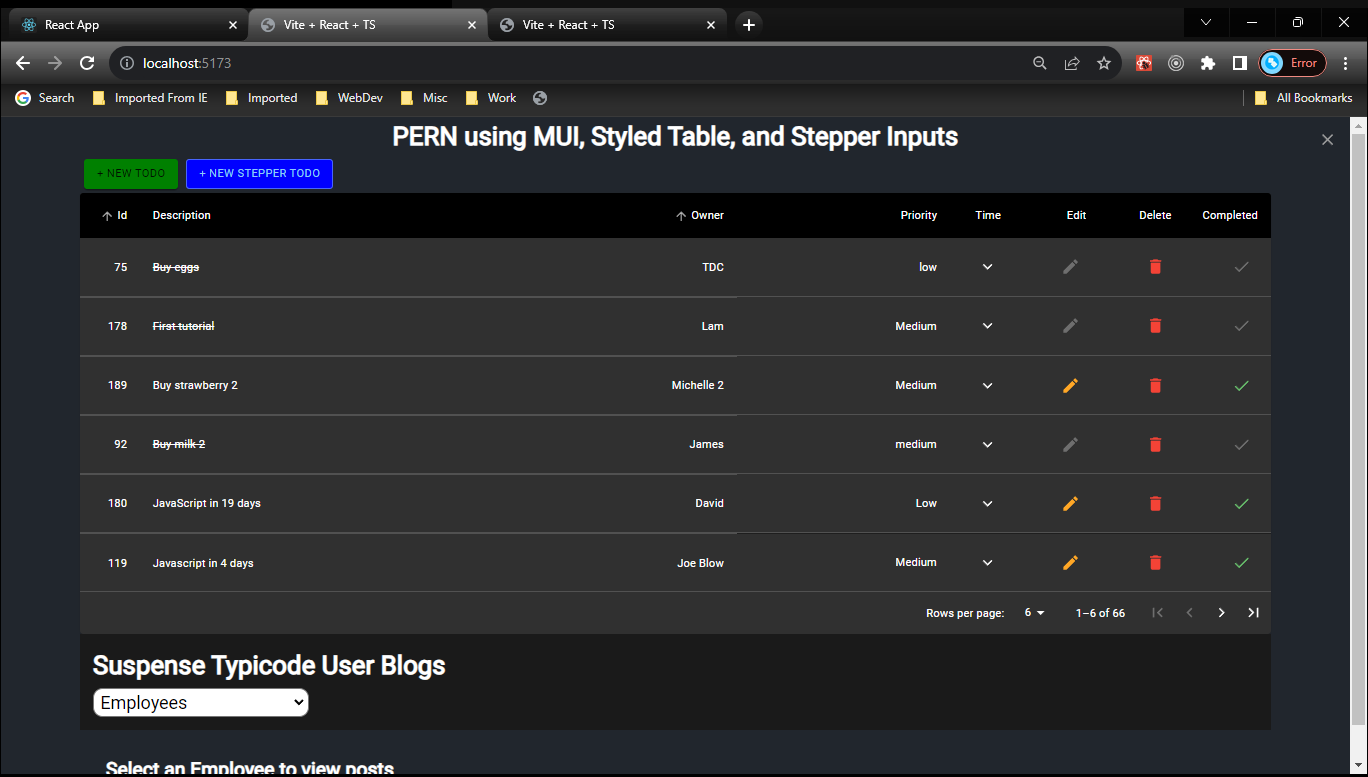 React App
Vite + React + TS
Vite + React + TS
localhost:5173
Error
Search
Imported From IE
Imported
WebDev
Misc
Work
All Bookmarks
PERN using MUI, Styled Table, and Stepper Inputs
+ NEW TODO
+ NEW STEPPER TODO
Id Description Owner Priority Time Edit Delete Completed
75 Buy eggs TDC low
178 First tutorial Lam Medium
189 Buy strawberry 2 Michelle 2 Medium
92 Buy milk 2 James medium
180 JavaScript in 19 days David Low
119 Javascript in 4 days Joe Blow Medium
Rows per page: 6 1–6 of 66
Suspense Typicode User Blogs
Employees
Select an Employee to view posts